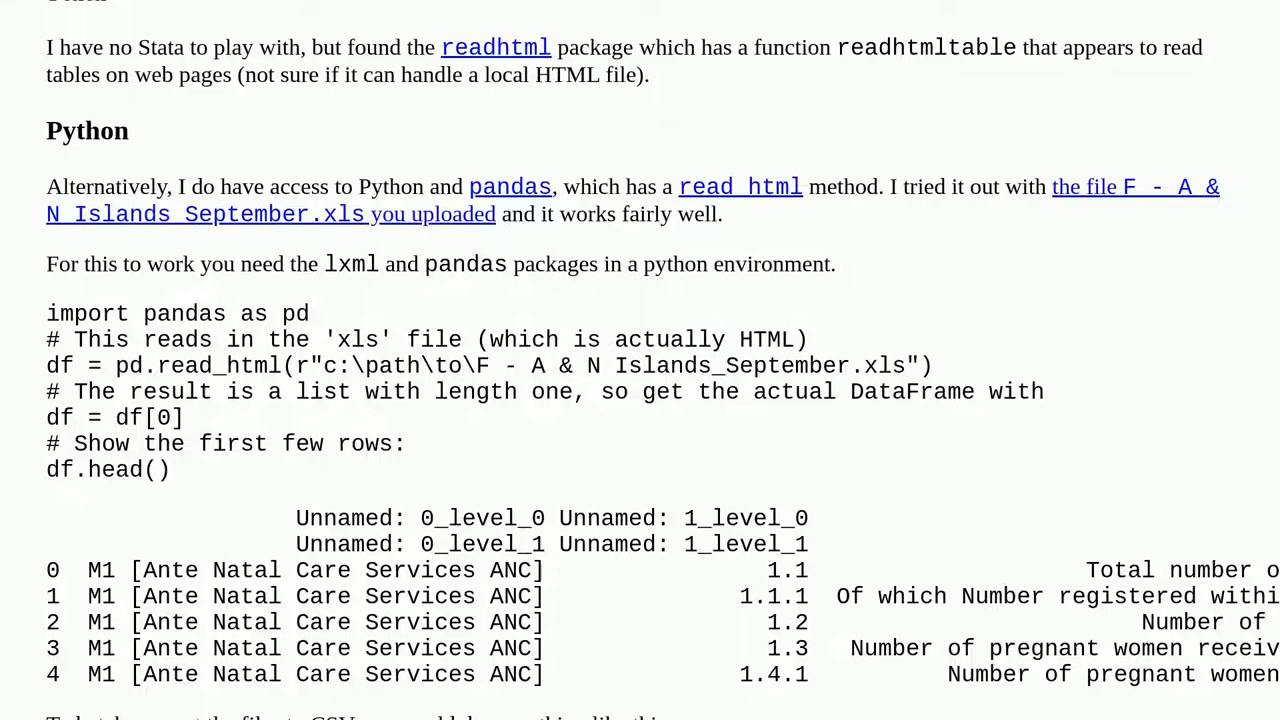 I have no Stata to play with, but found the readhtml package which has a function readhtmltable that appears to read
tables on web pages (not sure if it can handle a local HTML file).
Python
Alternatively, I do have access to Python and pandas, which has a read_html method. I tried it out with the file F - A &
N Islands_September.xls you uploaded and it works fairly well.
For this to work you need the lxml and pandas packages in a python environment.
import pandas as pd
# This reads in the 'xls' file (which is actually HTML)
df = pd.read_html(r"c:\path\to\F - A & N Islands_September.xls")
# The result is a list with length one, so get the actual DataFrame with
df = df[0]
# Show the first few rows:
df.head()
Unnamed: 0_level_0 Unnamed: 1_level_0
Unnamed: 0_level_1 Unnamed: 1_level_1
0 M1 [Ante Natal Care Services ANC] 1.1 Total number o
1 M1 [Ante Natal Care Services ANC] 1.1.1 Of which Number registered withi
2 M1 [Ante Natal Care Services ANC] 1.2 Number of
3 M1 [Ante Natal Care Services ANC] 1.3 Number of pregnant women receiv
4 M1 [Ante Natal Care Services ANC] 1.4.1 Number of pregnant women